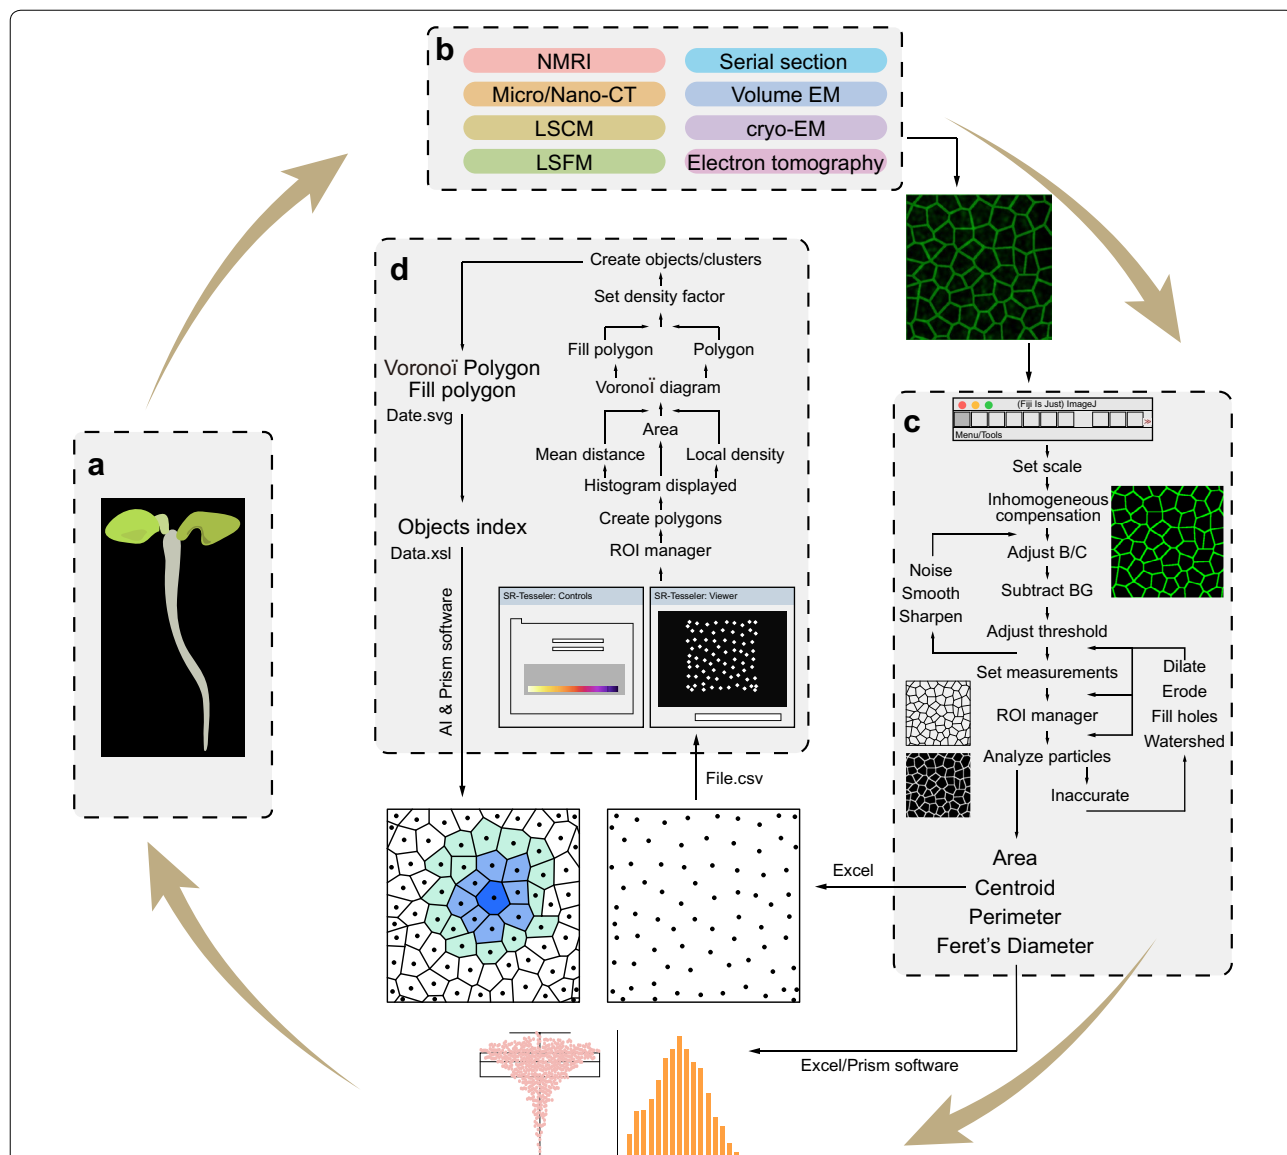 b
NMRI
Serial section
Micro/Nano-CT
Volume EM
LSCM
cryo-EM
LSFM
Electron tomography
d
Create objects/clusters
Set density factor
Fill polygon
Polygon
Voronoï diagram
Area
Mean distance
Local density
Histogram displayed
Create polygons
ROI manager
Voronoï Polygon
Fill polygon
Date.svg
Objects index
Data.xsl
AI & Prism software
SR-Tesseler: Controls
SR-Tesseler: Viewer
File.csv
a
c
(Fiji Is Just) ImageJ
≫
Menu/Tools
Set scale
Inhomogeneous
compensation
Adjust B/C
Subtract BG
Noise
Smooth
Sharpen
Adjust threshold
Set measurements
ROI manager
Analyze particles
Inaccurate
Dilate
Erode
Fill holes
Watershed
Area
Centroid
Perimeter
Feret's Diameter
Excel
Excel/Prism software